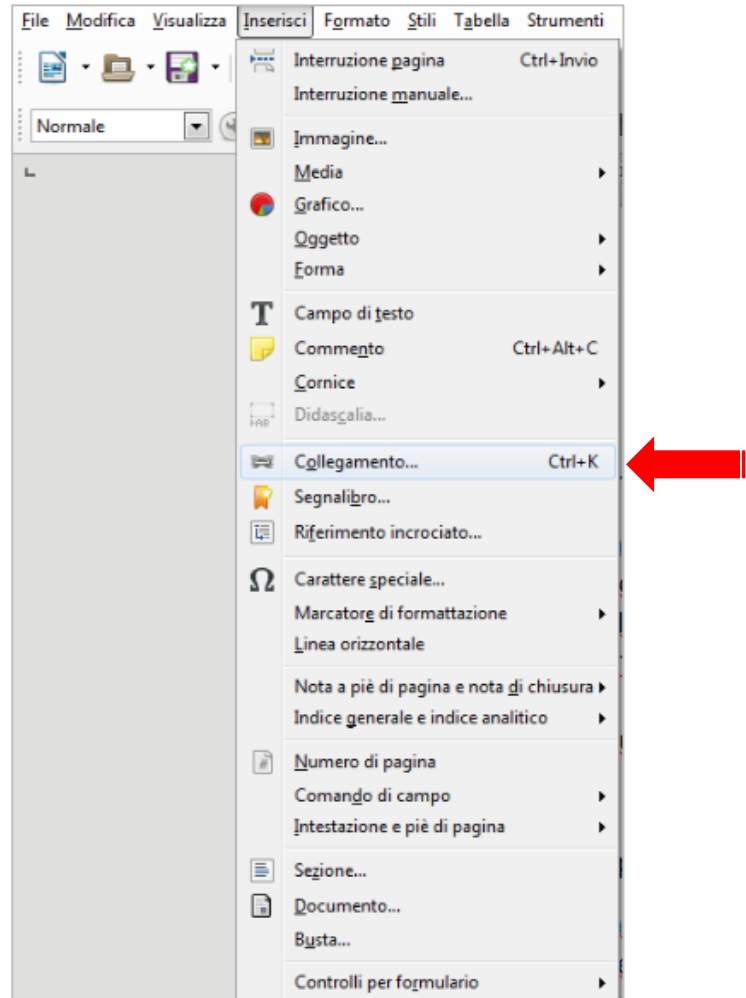 File Modifica Visualizza Inserisci Formato Stili Tabella Strumenti
Normale
Interruzione pagina Ctrl+Invio
Interruzione manuale...
Immagine...
Media
Grafico...
Oggetto
Forma
Campo di testo
Commento Ctrl+Alt+C
Cornice
Didascalia...
Collegamento... Ctrl+K
Segnalibro...
Riferimento incrociato...
Carattere speciale...
Marcatore di formattazione
Linea orizzontale
Nota a piè di pagina e nota di chiusura
Indice generale e indice analitico
Numero di pagina
Comando di campo
Intestazione e piè di pagina
Sezione...
Documento...
Busta...
Controlli per formulario